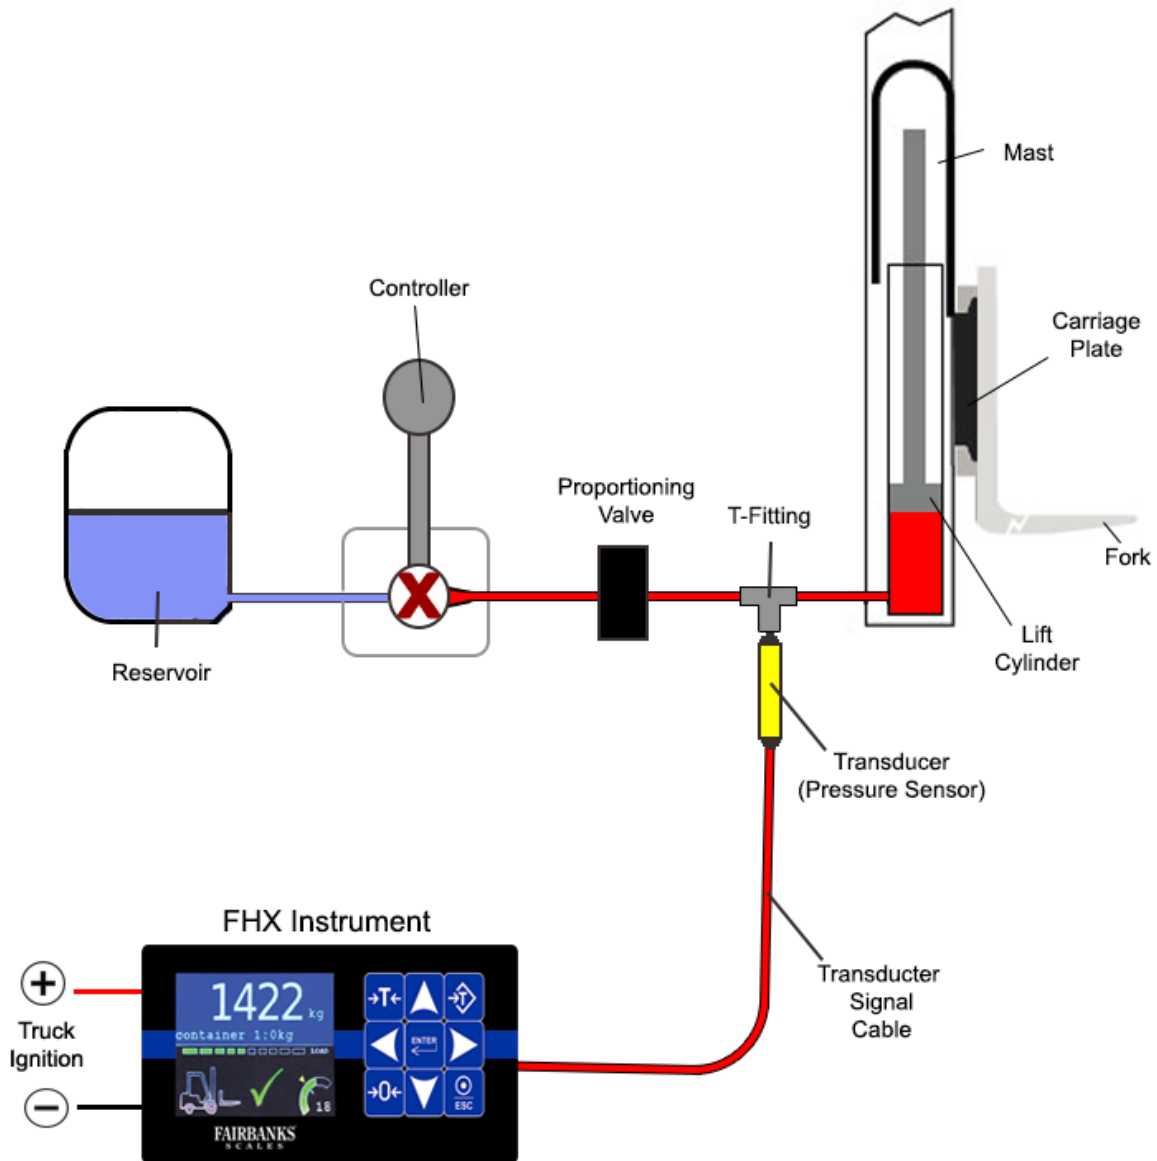 Mast
Controller
Carriage
Plate
Proportioning
Valve
T-Fitting
Fork
Reservoir
Lift
Cylinder
Transducer
(Pressure Sensor)
FHX Instrument
Transducter
Signal
Cable
Truck
Ignition
1422 kg
container 1:0kg
LOAD
18
→T←
T
ENTER
→0←
ESC
FAIRBANKS
SCALES